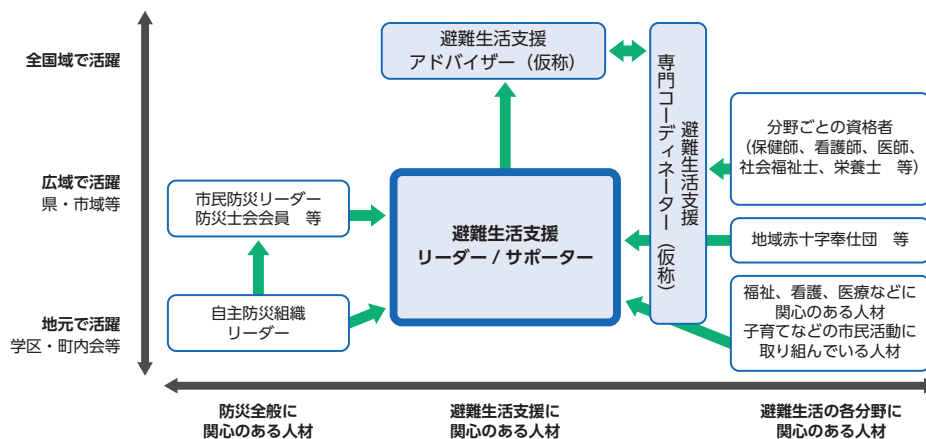 全国域で活躍
避難生活支援
アドバイザー（仮称）
避難生活支援
専門コーディネーター（仮称）
分野ごとの資格者
（保健師、看護師、医師、
社会福祉士、栄養士　等）
広域で活躍
県・市域等
市民防災リーダー
防災士会会員　等
避難生活支援
リーダー / サポーター
地域赤十字奉仕団　等
地元で活躍
学区・町内会等
自主防災組織
リーダー
福祉、看護、医療などに
関心のある人材
子育てなどの市民活動に
取り組んでいる人材
防災全般に
関心のある人材
避難生活支援に
関心のある人材
避難生活の各分野に
関心のある人材